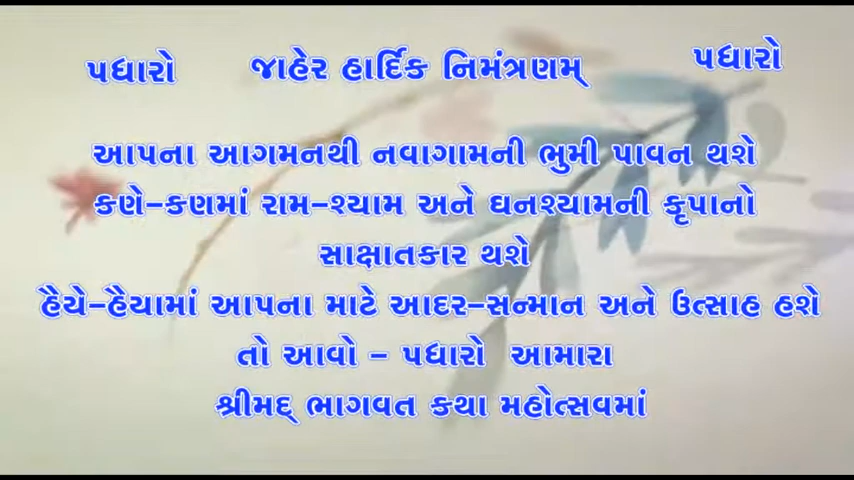 પધારો જાહેર હાર્દિક નિમંત્રણમ્ પધારો
આપના આગમનથી નવાગામની ભુમી પાવન થશે
કણે-કણમાં રામ-શ્યામ અને ઘનશ્યામની કૃપાનો
સાક્ષાતકાર થશે
હૈયે-હૈયામાં આપના માટે આદર-સન્માન અને ઉત્સાહ હશે
તો આવો - પધારો આમારા
શ્રીમદ્ ભાગવત કથા મહોત્સવમાં